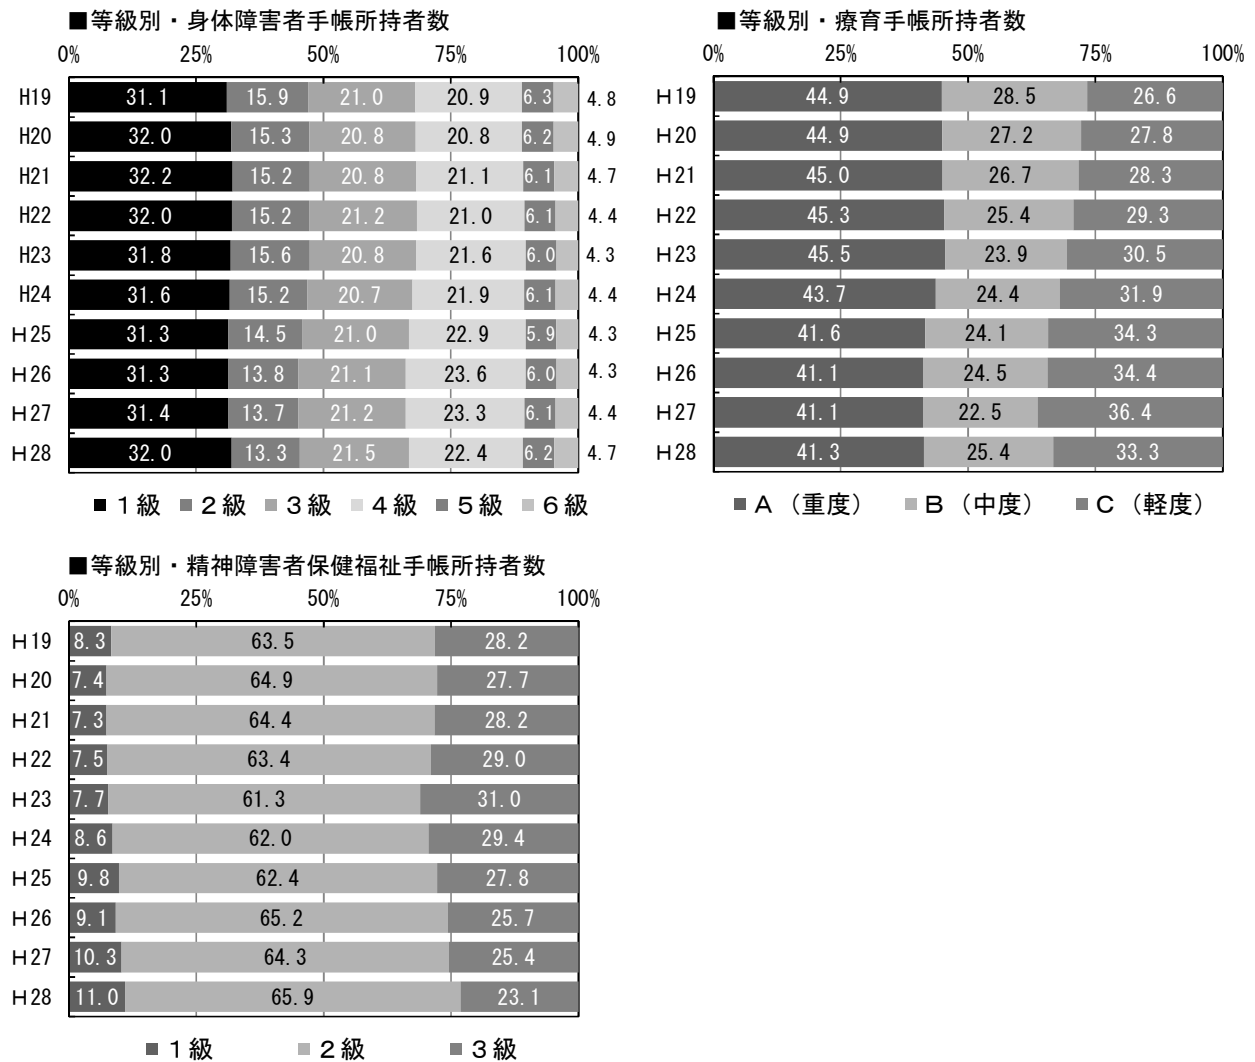 ■等級別・身体障害者手帳所持者数
0% 25% 50% 75% 100%
H19 31.1 15.9 21.0 20.9 6.3 4.8
H20 32.0 15.3 20.8 20.8 6.2 4.9
H21 32.2 15.2 20.8 21.1 6.1 4.7
H22 32.0 15.2 21.2 21.0 6.1 4.4
H23 31.8 15.6 20.8 21.6 6.0 4.3
H24 31.6 15.2 20.7 21.9 6.1 4.4
H25 31.3 14.5 21.0 22.9 5.9 4.3
H26 31.3 13.8 21.1 23.6 6.0 4.3
H27 31.4 13.7 21.2 23.3 6.1 4.4
H28 32.0 13.3 21.5 22.4 6.2 4.7
■１級 ■２級 ■３級 ■４級 ■５級 ■６級
■等級別・療育手帳所持者数
0% 25% 50% 75% 100%
H19 44.9 28.5 26.6
H20 44.9 27.2 27.8
H21 45.0 26.7 28.3
H22 45.3 25.4 29.3
H23 45.5 23.9 30.5
H24 43.7 24.4 31.9
H25 41.6 24.1 34.3
H26 41.1 24.5 34.4
H27 41.1 22.5 36.4
H28 41.3 25.4 33.3
■Ａ（重度） ■Ｂ（中度） ■Ｃ（軽度）
■等級別・精神障害者保健福祉手帳所持者数
0% 25% 50% 75% 100%
H19 8.3 63.5 28.2
H20 7.4 64.9 27.7
H21 7.3 64.4 28.2
H22 7.5 63.4 29.0
H23 7.7 61.3 31.0
H24 8.6 62.0 29.4
H25 9.8 62.4 27.8
H26 9.1 65.2 25.7
H27 10.3 64.3 25.4
H28 11.0 65.9 23.1
■１級 ■２級 ■３級